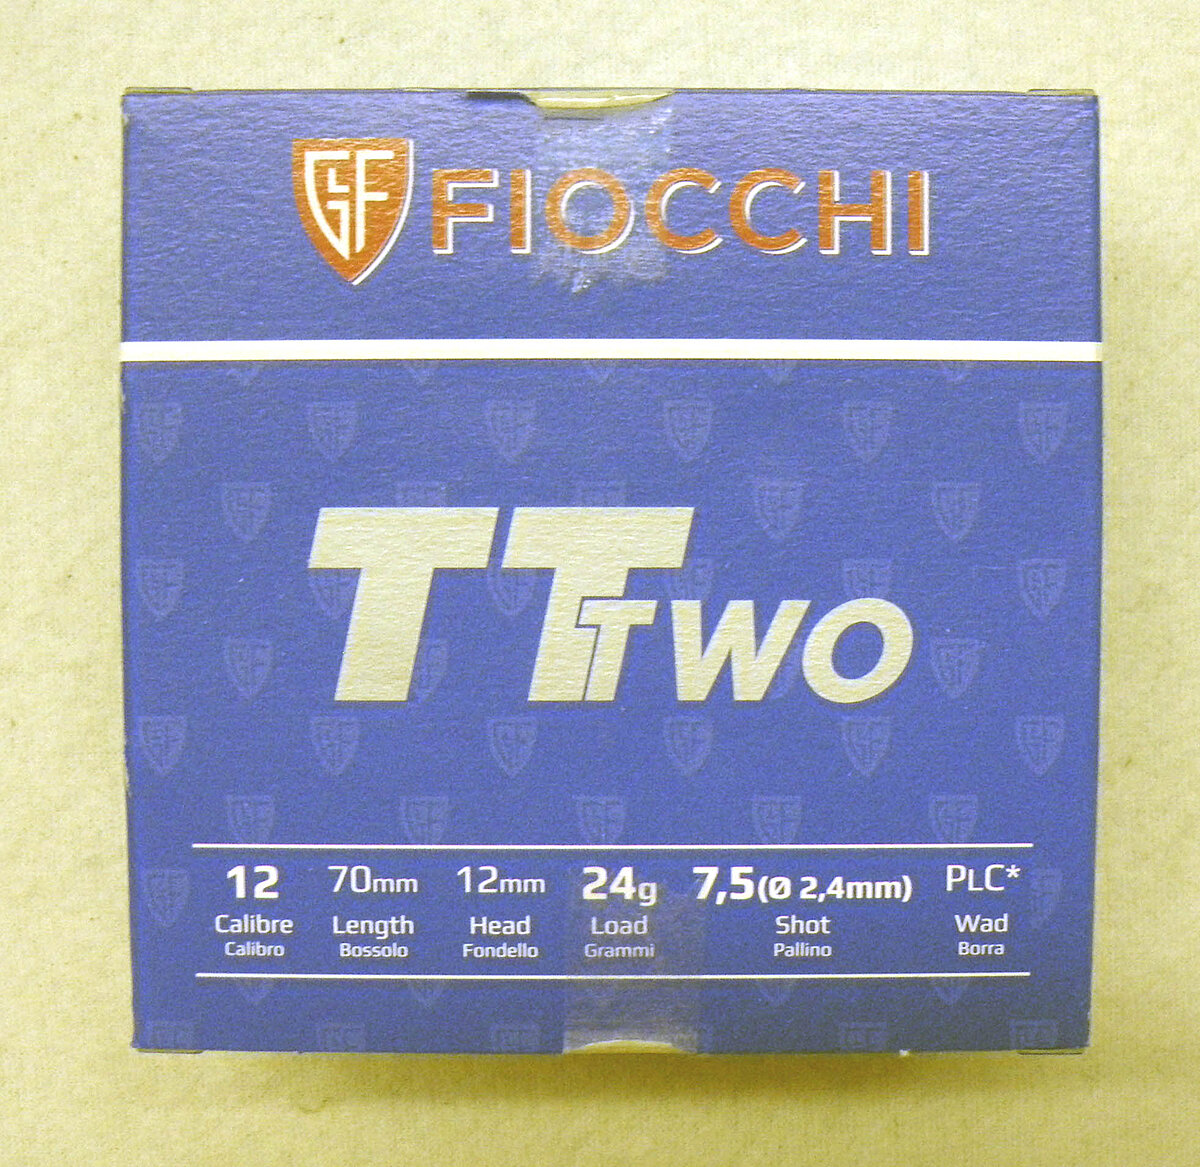 GF FIOCCHI
TT TWO
12 70mm 12mm 24g 7,5(Ø 2,4mm) PLC*
Calibre Length Head Load Shot Wad
Calibro Bossolo Fondello Grammi Pallino Borra